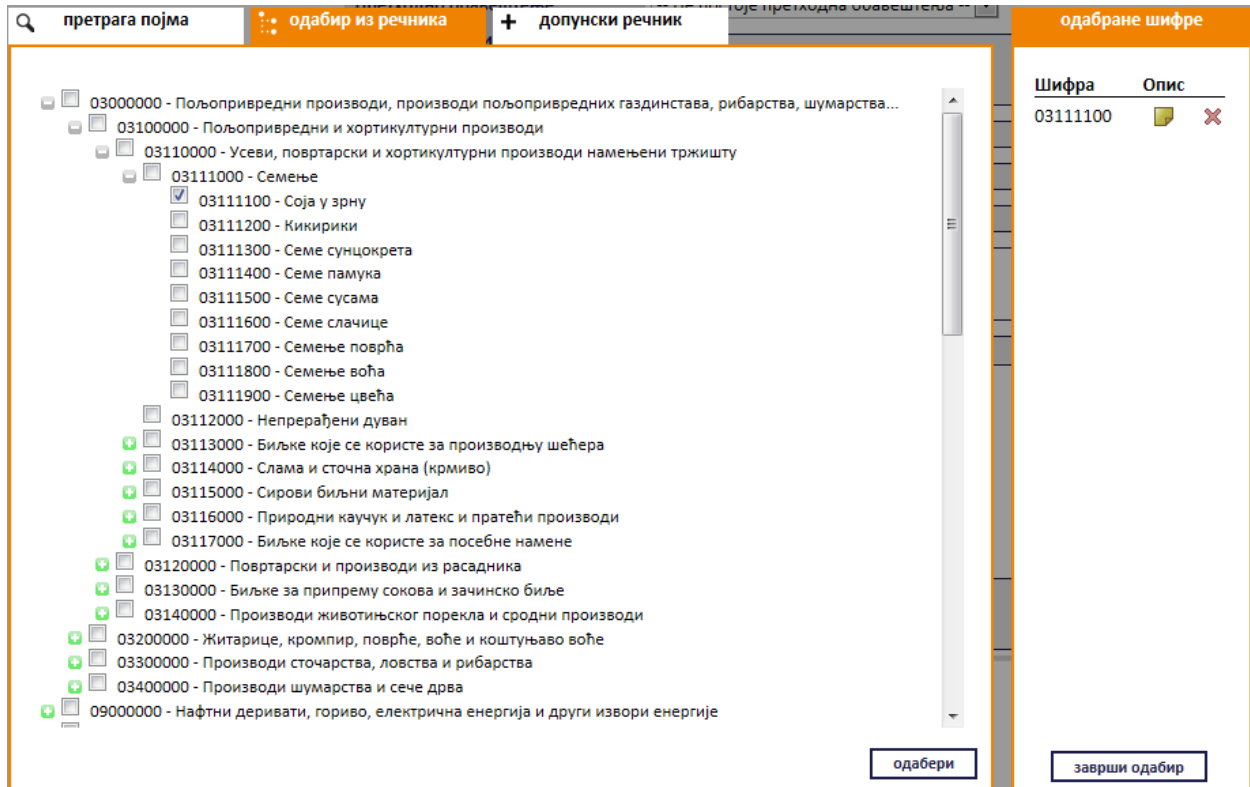 претрага појма
одабир из речника
допунски речник
одабране шифре
03000000 - Пољопривредни производи, производи пољопривредних газдинстава, рибарства, шумарства...
03100000 - Пољопривредни и хортикултурни производи
03110000 - Усеви, повртарски и хортикултурни производи намењени тржишту
03111000 - Семење
03111100 - Соја у зрну
03111200 - Кикирики
03111300 - Семе сунцокрета
03111400 - Семе памука
03111500 - Семе сусама
03111600 - Семе слачице
03111700 - Семење поврћа
03111800 - Семење воћа
03111900 - Семење цвећа
03112000 - Непрерађени дуван
03113000 - Биљке које се користе за производњу шећера
03114000 - Слама и сточна храна (крмиво)
03115000 - Сирови биљни материјал
03116000 - Природни каучук и латекс и пратећи производи
03117000 - Биљке које се користе за посебне намене
03120000 - Повртарски и производи из расадника
03130000 - Биљке за припрему сокова и зачинско биље
03140000 - Производи животињског порекла и сродни производи
03200000 - Житарице, кромпир, поврће, воће и коштуњаво воће
03300000 - Производи сточарства, ловства и рибарства
03400000 - Производи шумарства и сече дрва
09000000 - Нафтни деривати, гориво, електрична енергија и други извори енергије
одабери
Шифра Опис
03111100
заврши одабир